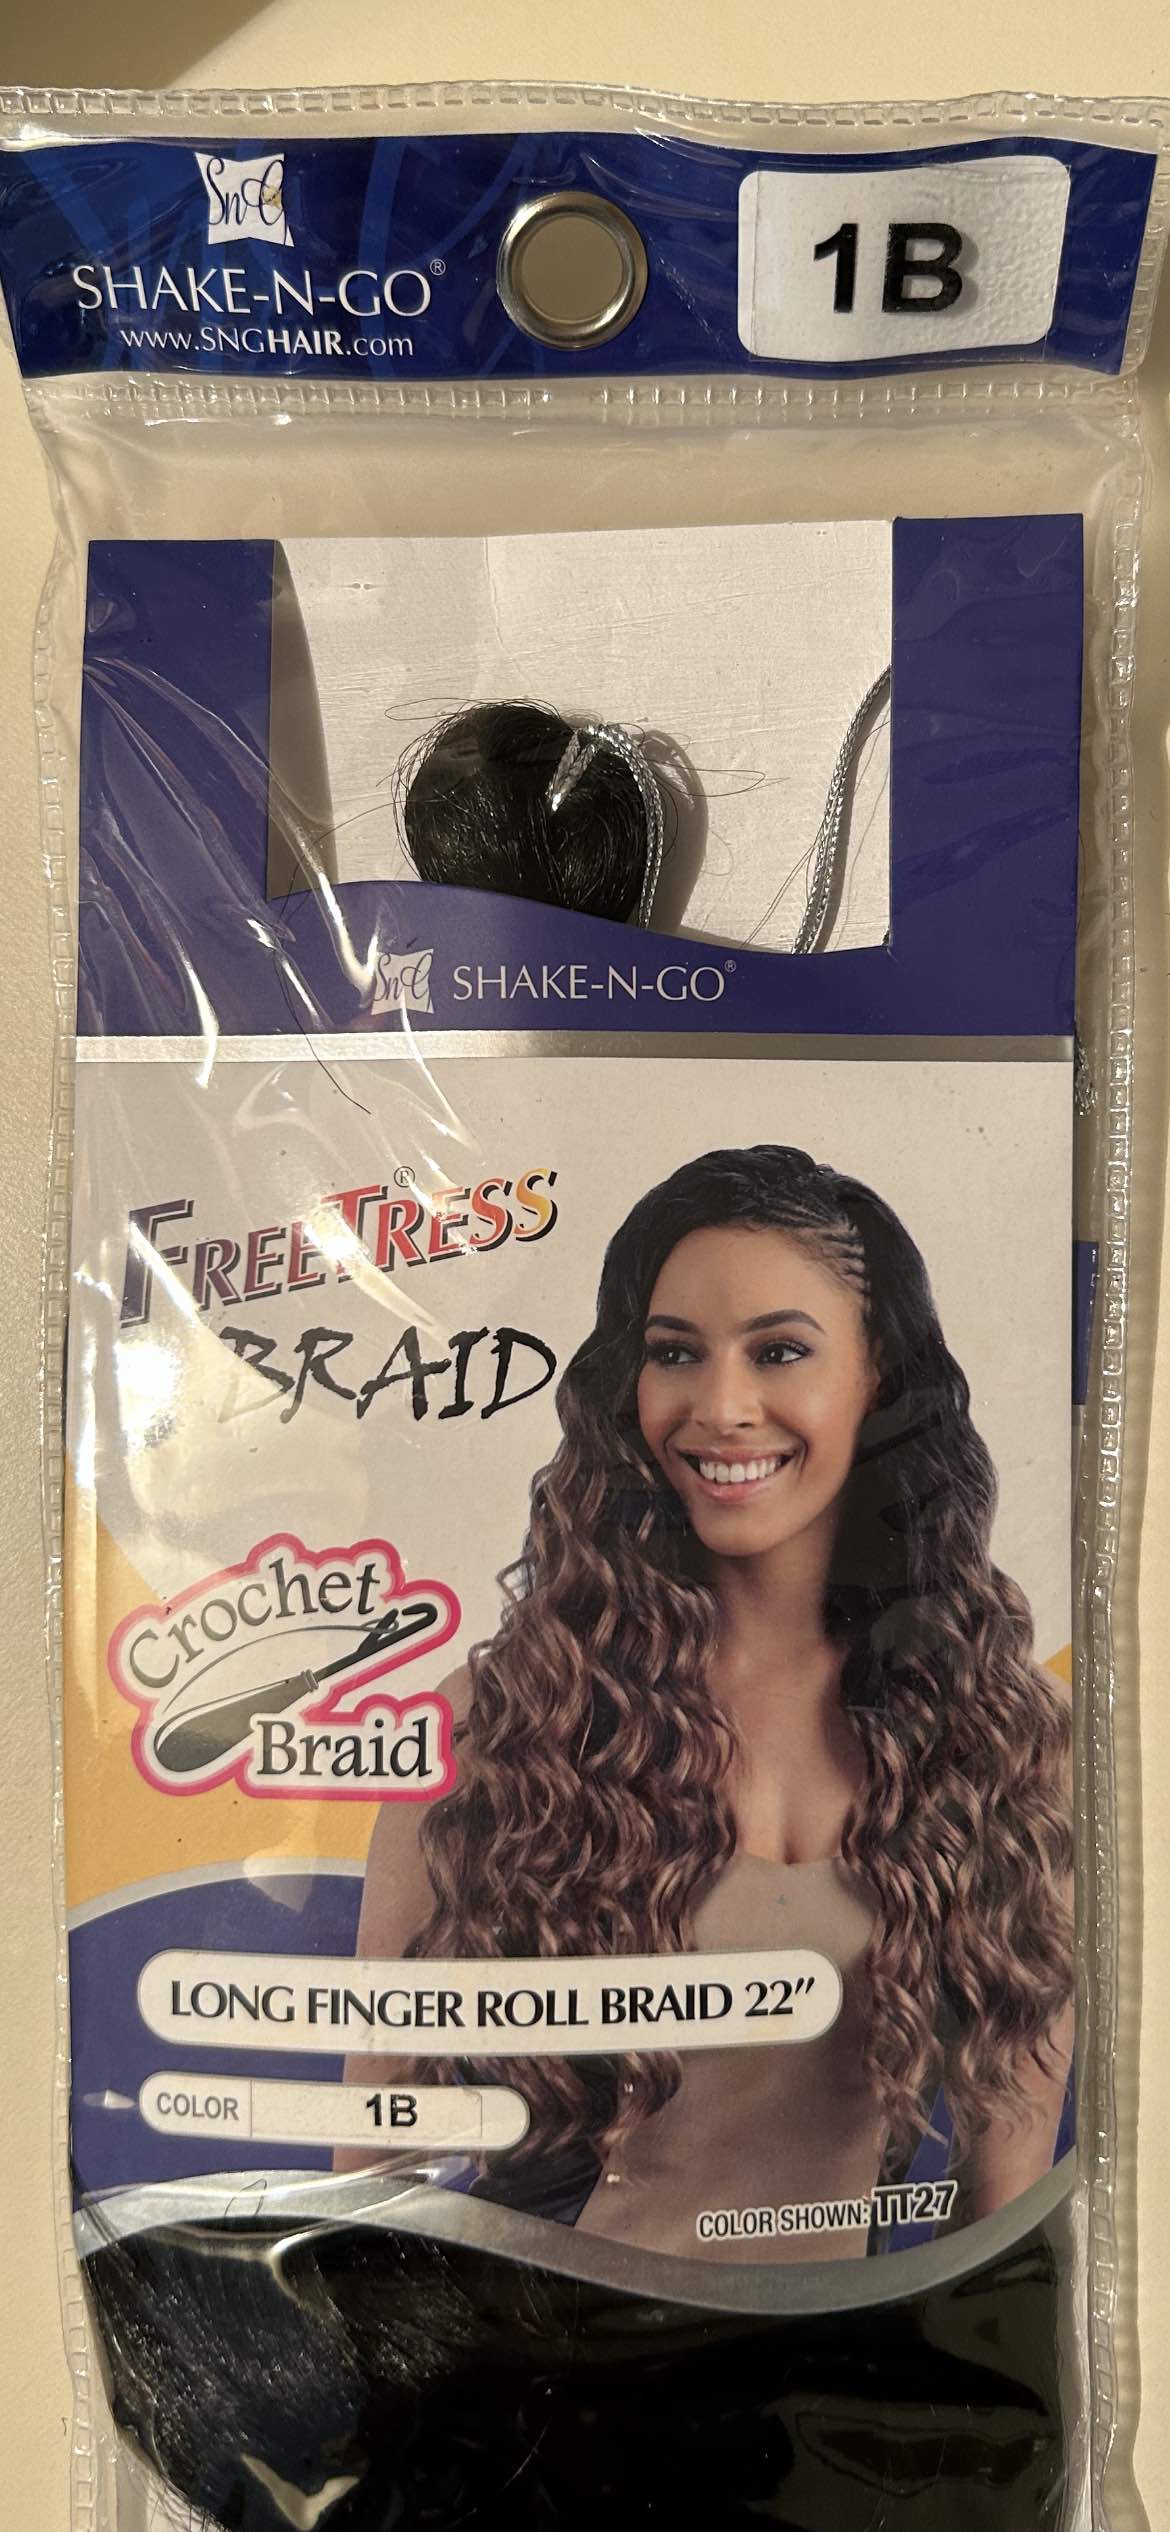 SnG
SHAKE-N-GO®
www.SNGHAIR.com
1B
SnG SHAKE-N-GO®
FREETRESS®
BRAID
Crochet
Braid
LONG FINGER ROLL BRAID 22"
COLOR 1B
COLOR SHOWN: TT27